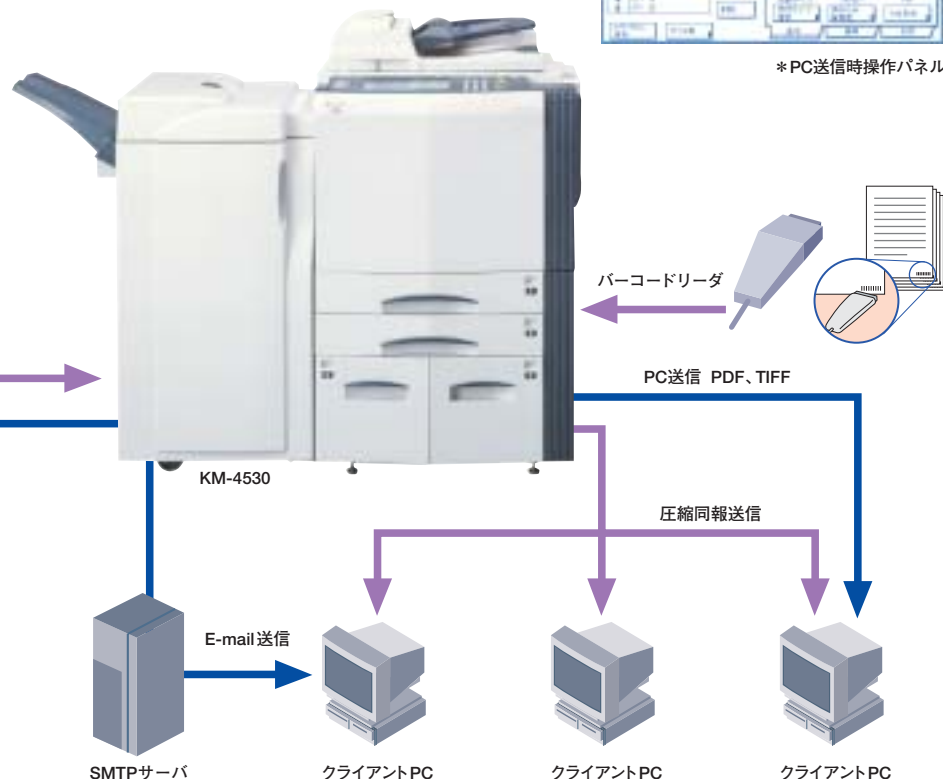 *PC送信時操作パネル
バーコードリーダ
PC送信 PDF、TIFF
KM-4530
圧縮同報送信
E-mail送信
SMTPサーバ
クライアントPC
クライアントPC
クライアントPC